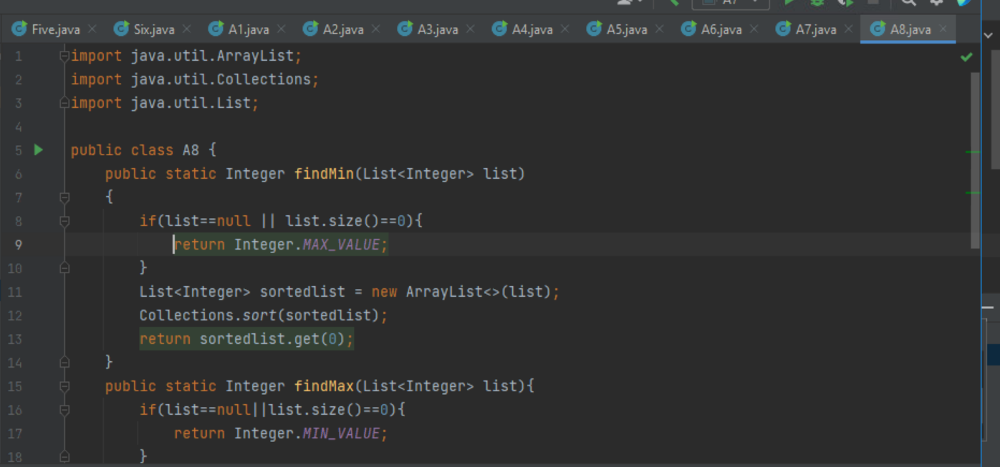 A7
Five.java Six.java A1.java A2.java A3.java A4.java A5.java A6.java A7.java A8.java
1 import java.util.ArrayList;
2 import java.util.Collections;
3 import java.util.List;
4
5 public class A8 {
6 public static Integer findMin(List<Integer> list)
7 {
8 if(list==null || list.size()==0){
9 return Integer.MAX_VALUE;
10 }
11 List<Integer> sortedlist = new ArrayList<>(list);
12 Collections.sort(sortedlist);
13 return sortedlist.get(0);
14 }
15 public static Integer findMax(List<Integer> list){
16 if(list==null||list.size()==0){
17 return Integer.MIN_VALUE;
18 }